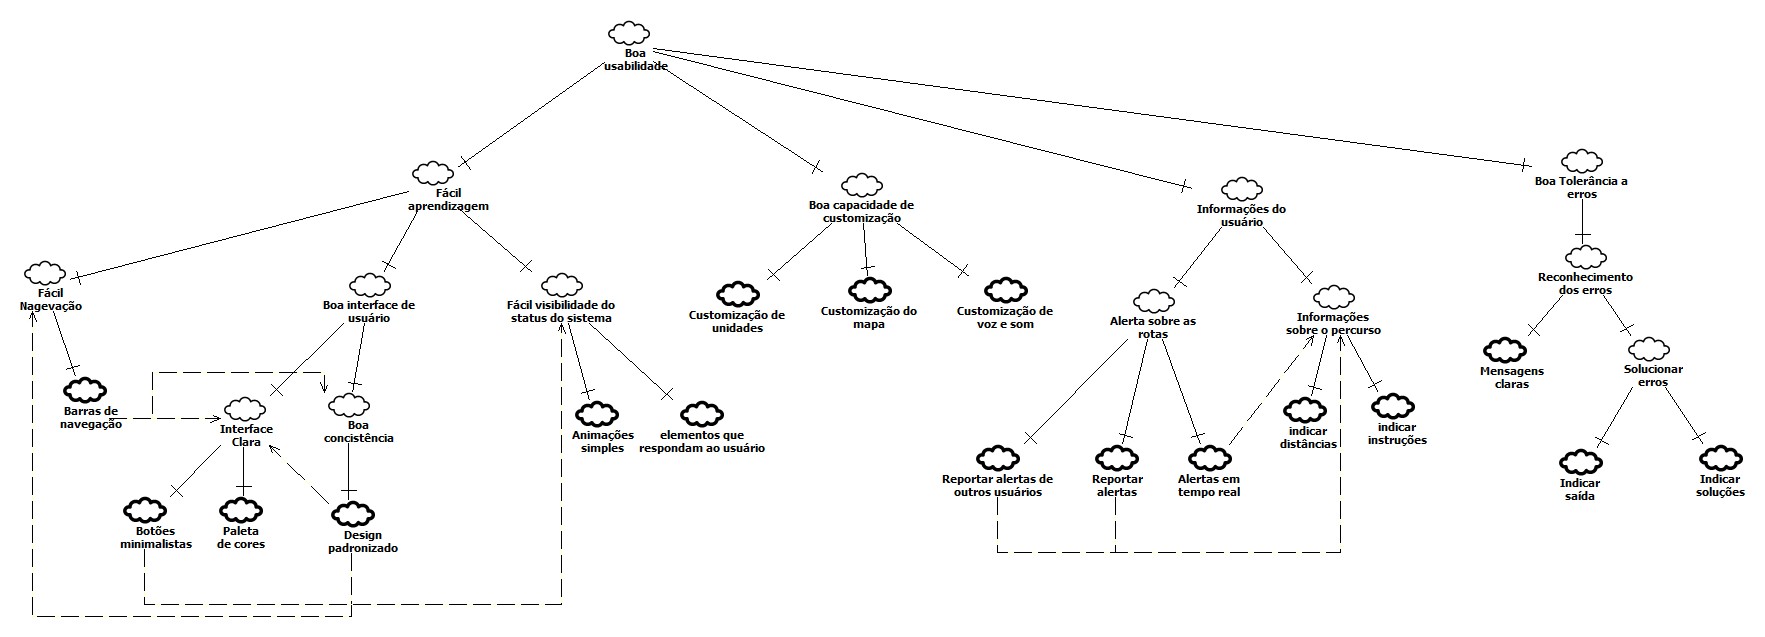 Boa
usabilidade
Fácil
aprendizagem
Boa capacidade de
customização
Informações do
usuário
Boa Tolerância a
erros
Fácil
Nagevação
Boa interface de
usuário
Fácil visibilidade do
status do sistema
Customização de
unidades
Customização do
mapa
Customização de
voz e som
Alerta sobre as
rotas
Informações
sobre o percurso
Reconhecimento
dos erros
Mensagens
claras
Solucionar
erros
Barras de
navegação
Interface
Clara
Boa
concistência
Animações
simples
elementos que
respondam ao usuário
indicar
distâncias
indicar
instruções
Reportar alertas de
outros usuários
Reportar
alertas
Alertas em
tempo real
Indicar
saída
Indicar
soluções
Botões
minimalistas
Paleta
de cores
Design
padronizado